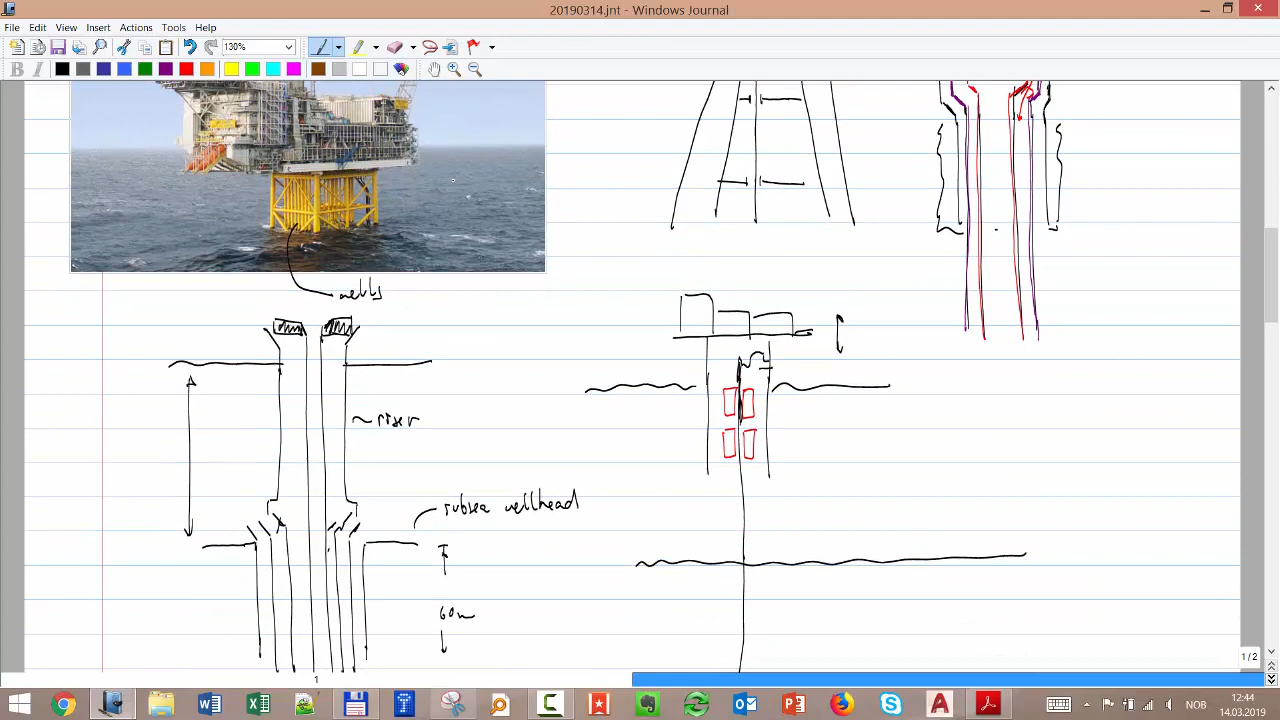 20190314.jnt - Windows Journal
File Edit View Insert Actions Tools Help
130%
B I
wells
riser
subsea wellhead
60m
1/2
1
NOB
12:44
14.03.2019